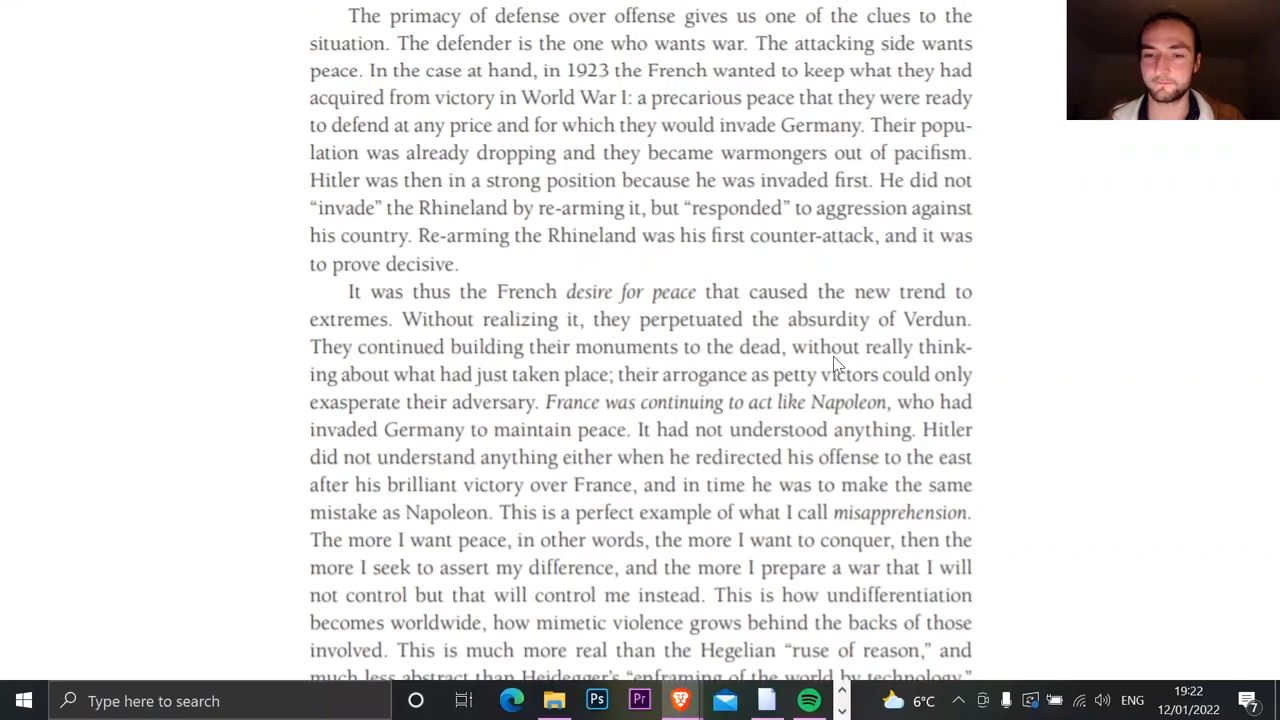 The primacy of defense over offense gives us one of the clues to the
situation. The defender is the one who wants war. The attacking side wants
peace. In the case at hand, in 1923 the French wanted to keep what they had
acquired from victory in World War I: a precarious peace that they were ready
to defend at any price and for which they would invade Germany. Their popu-
lation was already dropping and they became warmongers out of pacifism.
Hitler was then in a strong position because he was invaded first. He did not
“invade” the Rhineland by re-arming it, but “responded” to aggression against
his country. Re-arming the Rhineland was his first counter-attack, and it was
to prove decisive.
It was thus the French desire for peace that caused the new trend to
extremes. Without realizing it, they perpetuated the absurdity of Verdun.
They continued building their monuments to the dead, without really think-
ing about what had just taken place; their arrogance as petty victors could only
exasperate their adversary. France was continuing to act like Napoleon, who had
invaded Germany to maintain peace. It had not understood anything. Hitler
did not understand anything either when he redirected his offense to the east
after his brilliant victory over France, and in time he was to make the same
mistake as Napoleon. This is a perfect example of what I call misapprehension.
The more I want peace, in other words, the more I want to conquer, then the
more I seek to assert my difference, and the more I prepare a war that I will
not control but that will control me instead. This is how undifferentiation
becomes worldwide, how mimetic violence grows behind the backs of those
involved. This is much more real than the Hegelian “ruse of reason,” and
much less abstract than Heidegger's “enframing of the world by technology.”
Type here to search
Ps
Pr
6°C
ENG
19:22
12/01/2022
7